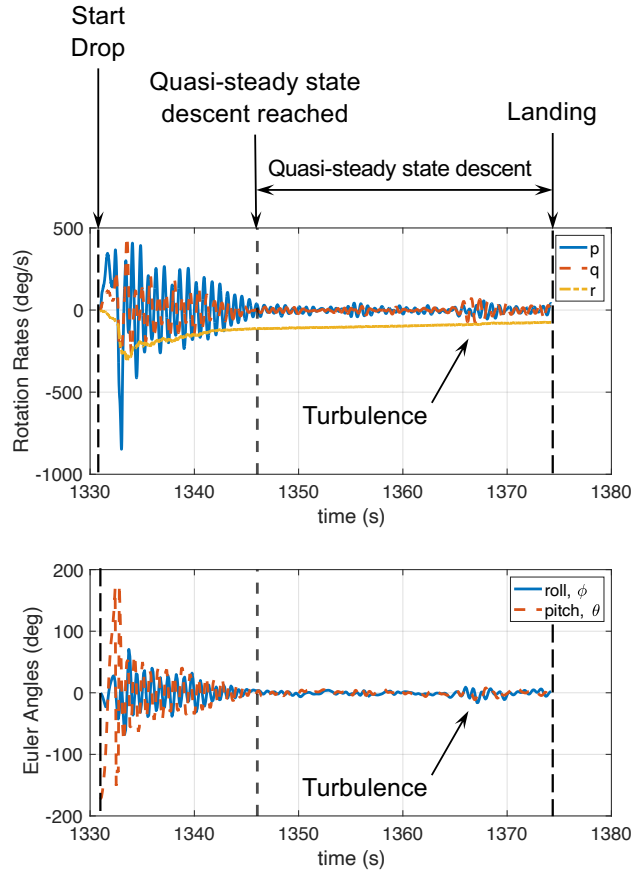 Start
Drop
Quasi-steady state
descent reached
Landing
Quasi-steady state descent
500
0
-500
-1000
Rotation Rates (deg/s)
p
q
r
Turbulence
1330
1340
1350
1360
1370
1380
time (s)
200
100
0
-100
-200
Euler Angles (deg)
roll, ϕ
pitch, θ
Turbulence
1330
1340
1350
1360
1370
1380
time (s)